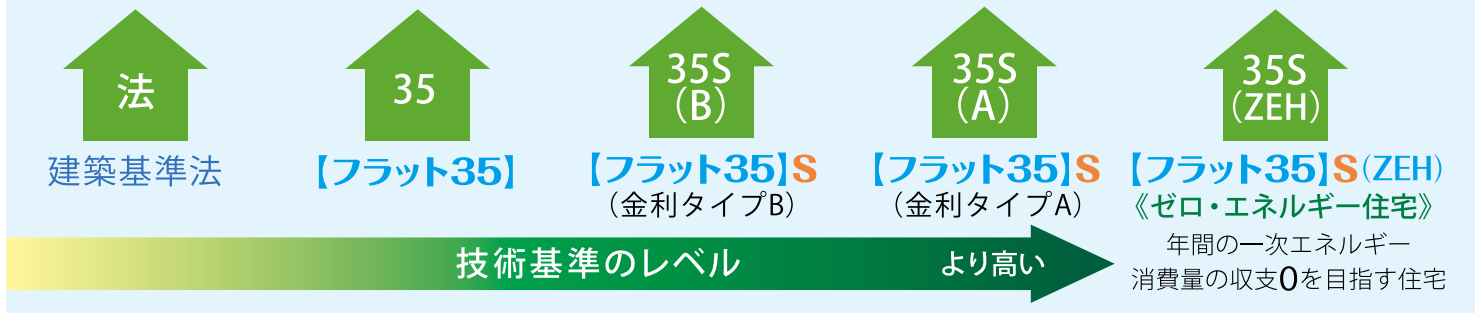 法
35
35S
（B）
35S
（A）
35S
（ZEH）
建築基準法
【フラット35】
【フラット35】S
（金利タイプB）
【フラット35】S
（金利タイプA）
【フラット35】S（ZEH）
《ゼロ・エネルギー住宅》
年間の一次エネルギー
消費量の収支0を目指す住宅
技術基準のレベル
より高い